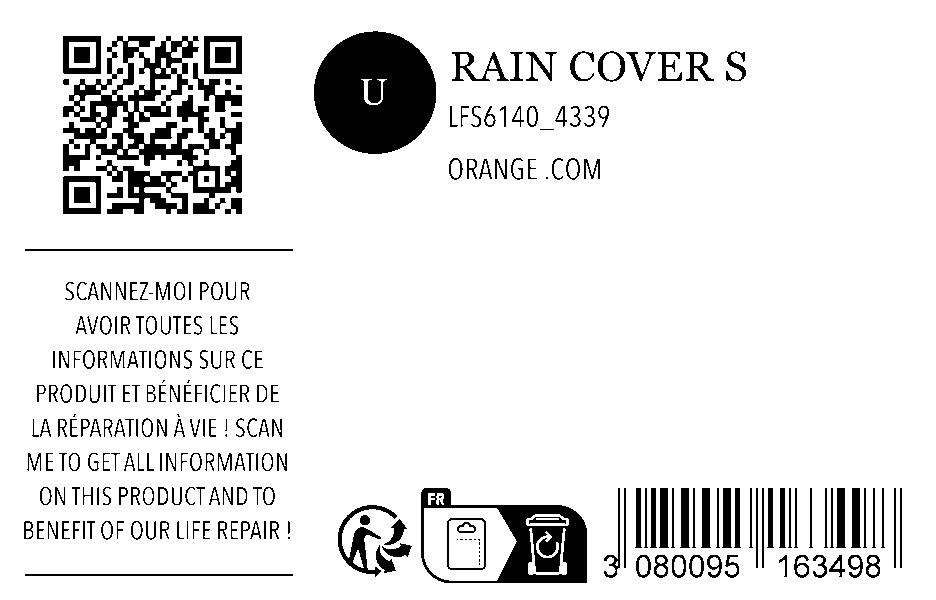 U
RAIN COVER S
LFS6140_4339
ORANGE .COM
SCANNEZ-MOI POUR
AVOIR TOUTES LES
INFORMATIONS SUR CE
PRODUIT ET BÉNÉFICIER DE
LA RÉPARATION À VIE ! SCAN
ME TO GET ALL INFORMATION
ON THIS PRODUCT AND TO
BENEFIT OF OUR LIFE REPAIR !
FR
3 080095 163498